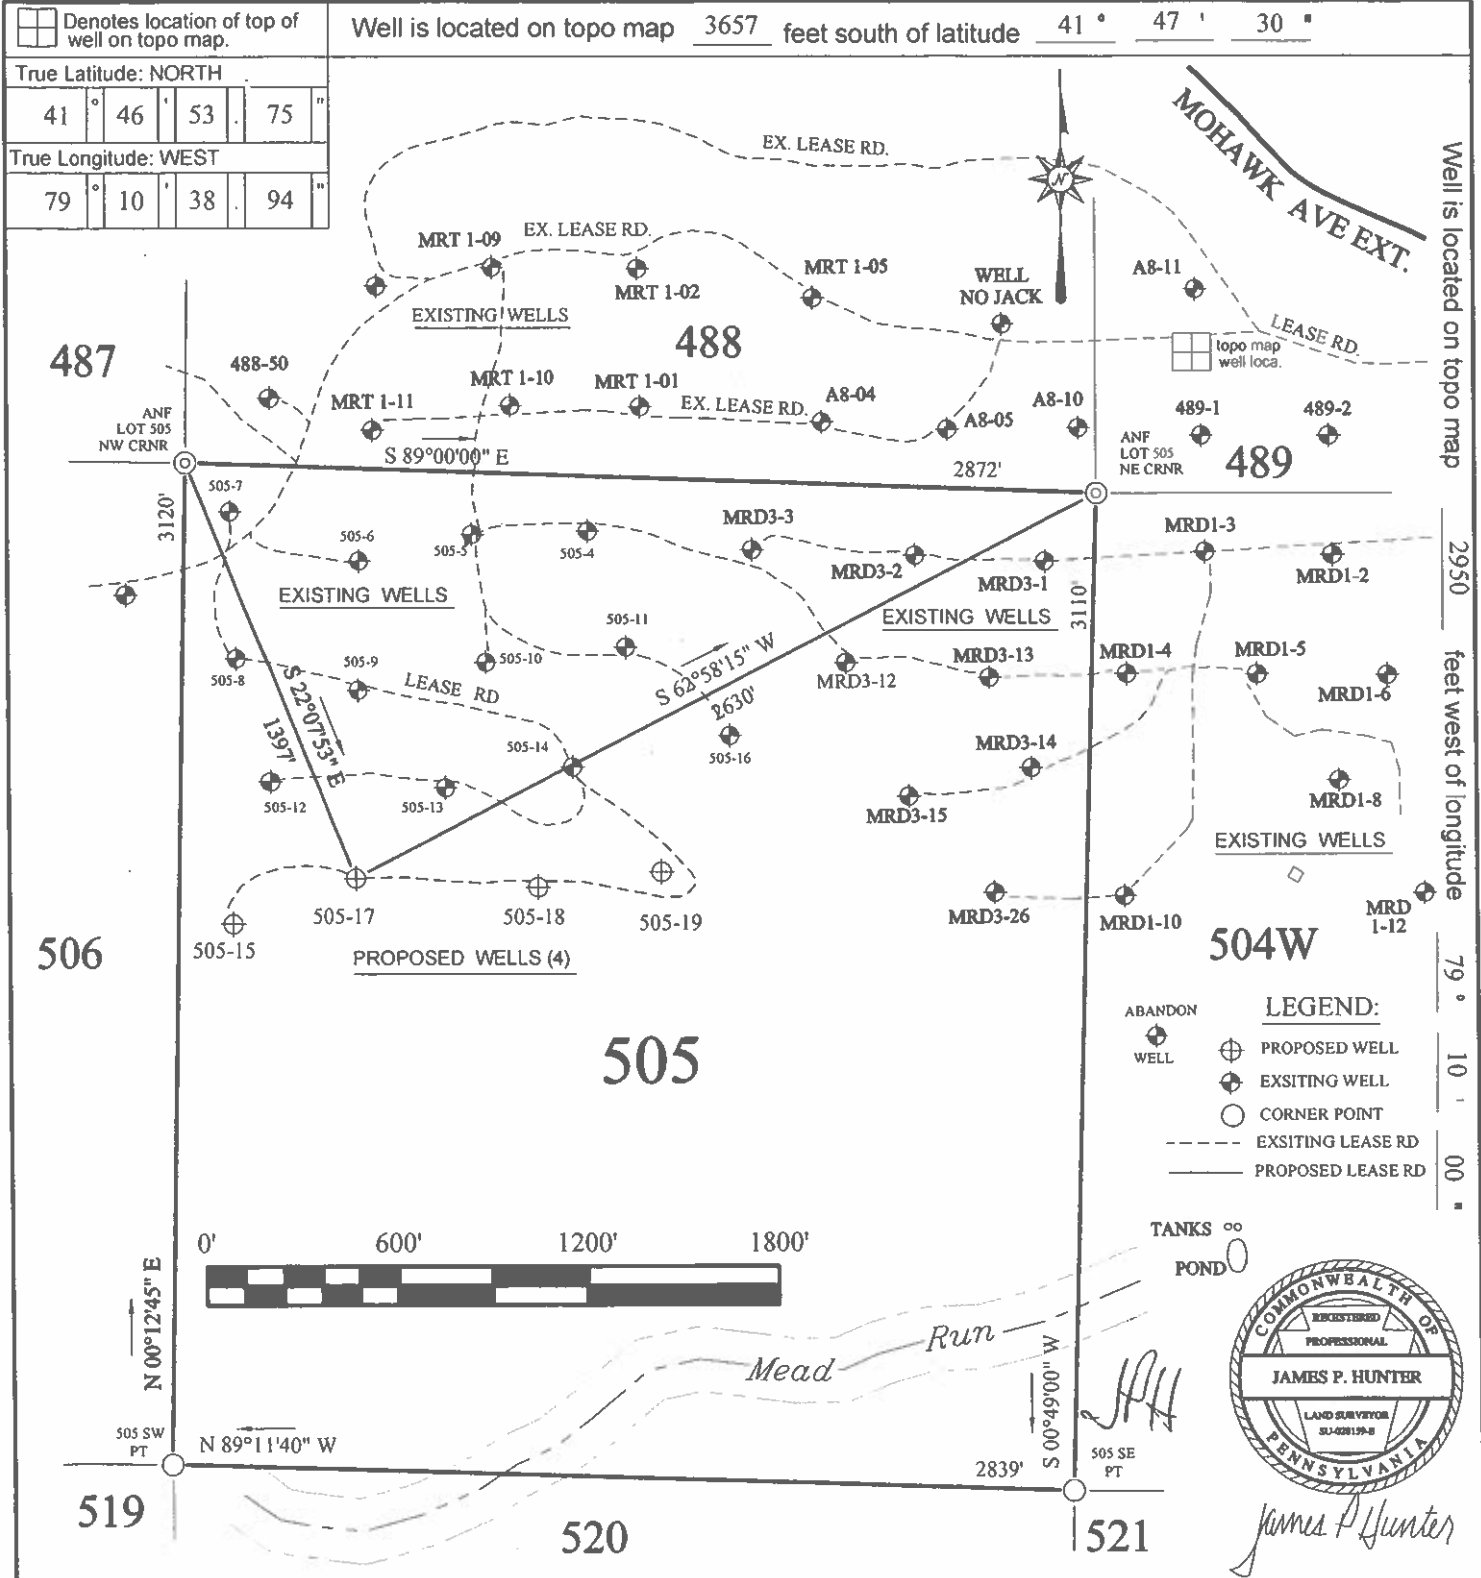 Denotes location of top of
well on topo map.
Well is located on topo map 3657 feet south of latitude 41 ° 47 ' 30 "
True Latitude: NORTH
41 ° 46 ' 53 . 75 "
True Longitude: WEST
79 ° 10 ' 38 . 94 "
Well is located on topo map 2950 feet west of longitude 79 ° 10 ' 00 "
MOHAWK AVE EXT.
N
EX. LEASE RD.
MRT 1-09
EX. LEASE RD.
MRT 1-02
MRT 1-05
WELL
NO JACK
A8-11
EXISTING WELLS
488
487
LEASE RD.
topo map
well loca.
488-50
MRT 1-11
MRT 1-10
MRT 1-01
EX. LEASE RD.
A8-04
A8-05
A8-10
489-1
489-2
ANF
LOT 505
NW CRNR
ANF
LOT 505
NE CRNR
489
S 89°00'00" E
2872'
3120'
505-7
505-6
505-5
505-4
MRD3-3
MRD3-2
MRD3-1
MRD1-3
MRD1-2
EXISTING WELLS
EXISTING WELLS
3110'
505-11
505-8
505-9
505-10
LEASE RD
S 62°58'15" W
2630'
MRD3-12
MRD3-13
MRD1-4
MRD1-5
MRD1-6
S 22°07'53" E
1397'
505-14
505-16
MRD3-14
505-12
505-13
MRD3-15
MRD1-8
EXISTING WELLS
505-15
505-17
505-18
505-19
MRD3-26
MRD1-10
MRD
1-12
506
PROPOSED WELLS (4)
504W
505
ABANDON
WELL
LEGEND:
PROPOSED WELL
EXSITING WELL
CORNER POINT
EXSITING LEASE RD
PROPOSED LEASE RD
0' 600' 1200' 1800'
TANKS
POND
N 00°12'45" E
Mead Run
S 00°49'00" W
JPH
COMMONWEALTH OF
REGISTERED
PROFESSIONAL
JAMES P. HUNTER
LAND SURVEYOR
SU-028139-E
PENNSYLVANIA
505 SW
PT
N 89°11'40" W
2839'
505 SE
PT
519
520
521
James P Hunter